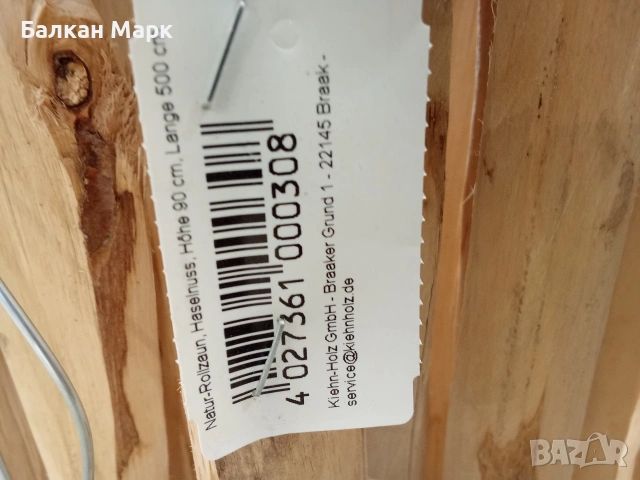 Балкан Марк
Natur-Rollzaun, Haselnuss, Höhe 90 cm, Länge 500 cm
4 027361 000308
Kiehn-Holz GmbH - Braaker Grund 1 - 22145 Braak -
service@kiehnholz.de
BAZAR